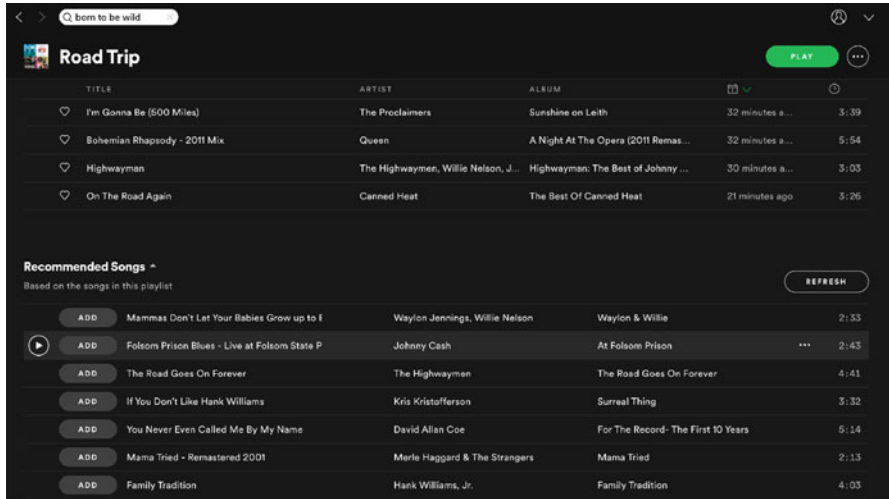 born to be wild
Road Trip
PLAY
TITLE ARTIST ALBUM
I'm Gonna Be (500 Miles) The Proclaimers Sunshine on Leith 32 minutes a... 3:39
Bohemian Rhapsody - 2011 Mix Queen A Night At The Opera (2011 Remas... 32 minutes a... 5:54
Highwayman The Highwaymen, Willie Nelson, J... Highwayman: The Best of Johnny ... 30 minutes a... 3:03
On The Road Again Canned Heat The Best Of Canned Heat 21 minutes ago 3:26
Recommended Songs
Based on the songs in this playlist
REFRESH
ADD Mammas Don't Let Your Babies Grow up to Waylon Jennings, Willie Nelson Waylon & Willie 2:33
ADD Folsom Prison Blues - Live at Folsom State P Johnny Cash At Folsom Prison 2:43
ADD The Road Goes On Forever The Highwaymen The Road Goes On Forever 4:41
ADD If You Don't Like Hank Williams Kris Kristofferson Surreal Thing 3:32
ADD You Never Even Called Me By My Name David Allan Coe For The Record- The First 10 Years 5:14
ADD Mama Tried - Remastered 2001 Merle Haggard & The Strangers Mama Tried 2:13
ADD Family Tradition Hank Williams, Jr. Family Tradition 4:03